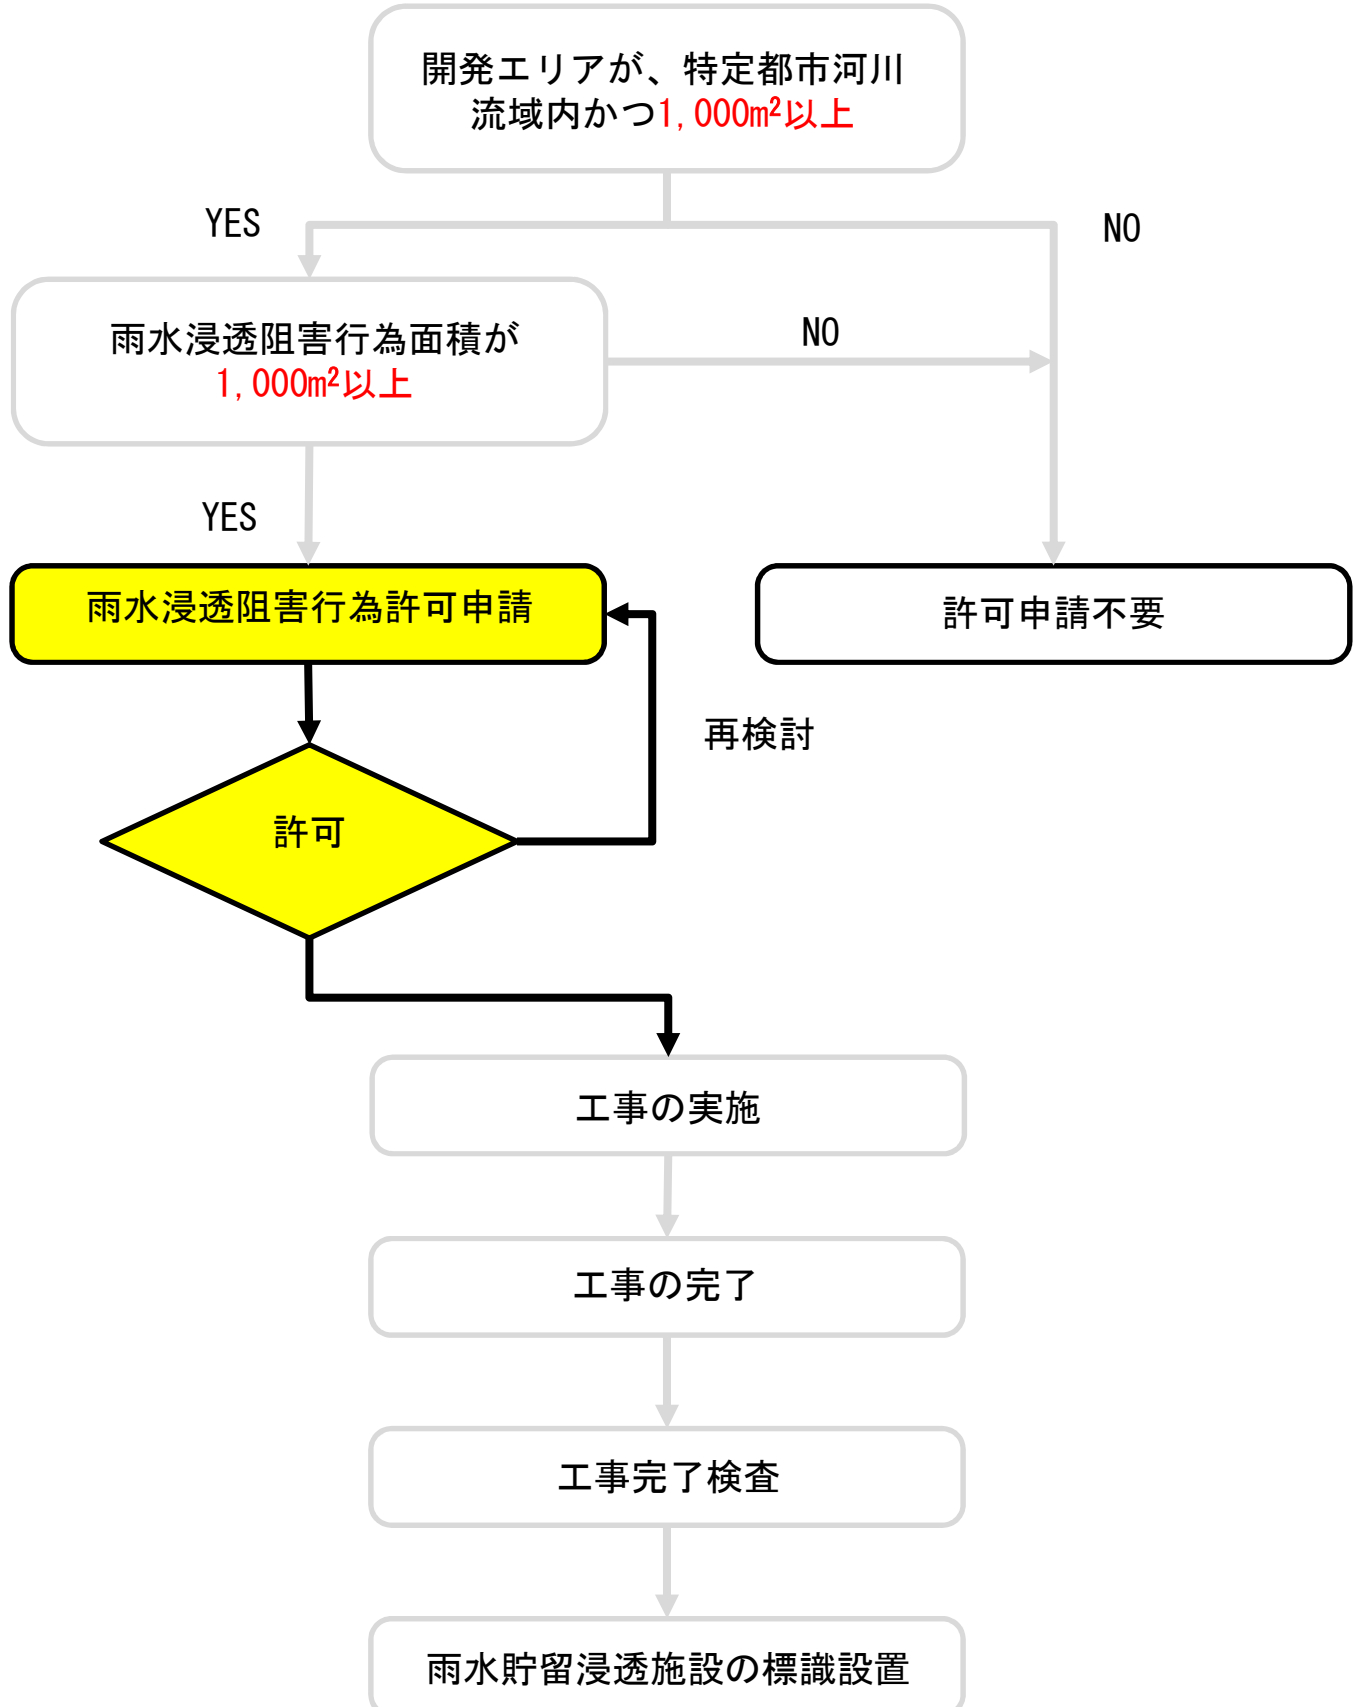 開発エリアが、特定都市河川
流域内かつ1,000m²以上
YES
NO
雨水浸透阻害行為面積が
1,000m²以上
NO
YES
雨水浸透阻害行為許可申請
許可申請不要
再検討
許可
工事の実施
工事の完了
工事完了検査
雨水貯留浸透施設の標識設置